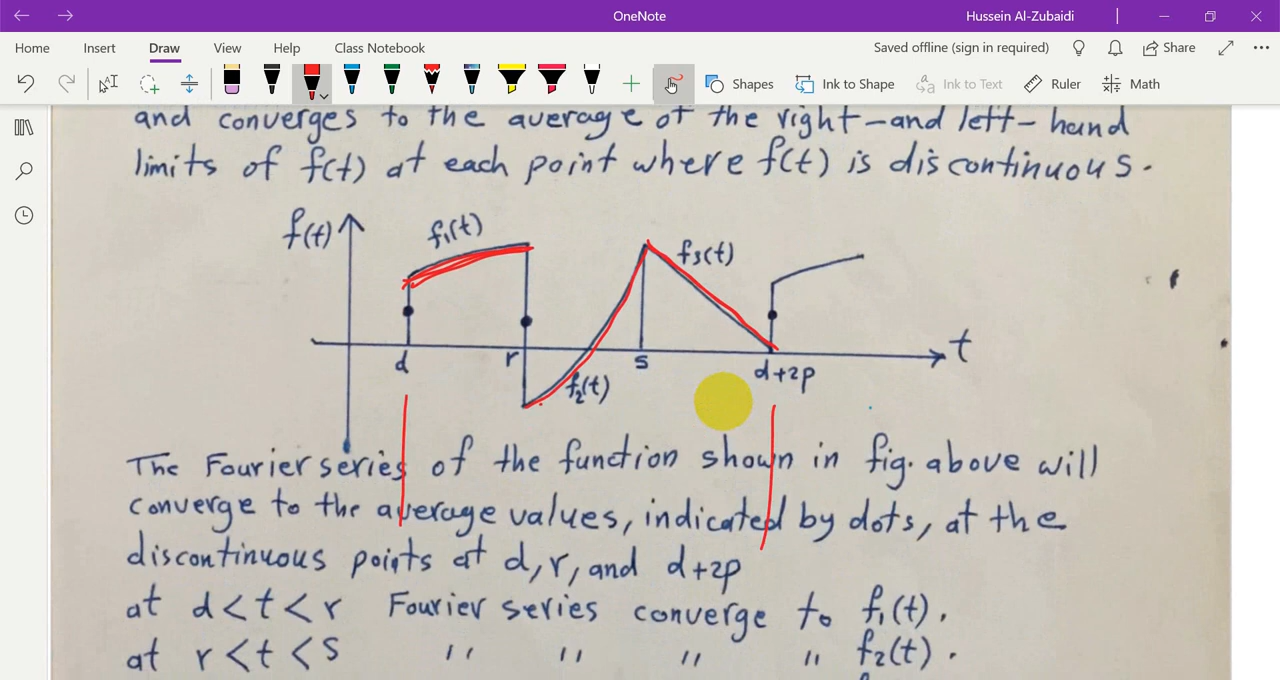 OneNote
Hussein Al-Zubaidi
Home Insert Draw View Help Class Notebook
Saved offline (sign in required)
Share
Shapes Ink to Shape Ink to Text Ruler Math
and converges to the average of the right-and left-hand
limits of f(t) at each point where f(t) is discontinuous.
f(t)
f1(t)
f3(t)
t
d r s d+2p
f2(t)
The Fourier series of the function shown in fig. above will
converge to the average values, indicated by dots, at the
discontinuous points at d, r, and d+2p
at d<t<r Fourier series converge to f1(t).
at r<t<s " " " " f2(t).